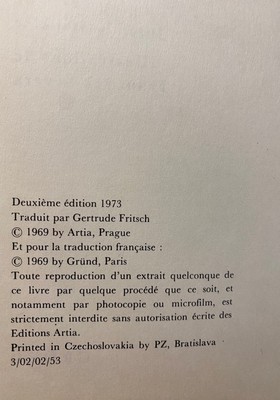 Deuxième édition 1973
Traduit par Gertrude Fritsch
© 1969 by Artia, Prague
Et pour la traduction française :
© 1969 by Gründ, Paris
Toute reproduction d'un extrait quelconque de
ce livre par quelque procédé que ce soit, et
notamment par photocopie ou microfilm, est
strictement interdite sans autorisation écrite des
Editions Artia.
Printed in Czechoslovakia by PZ, Bratislava
3/02/02/53